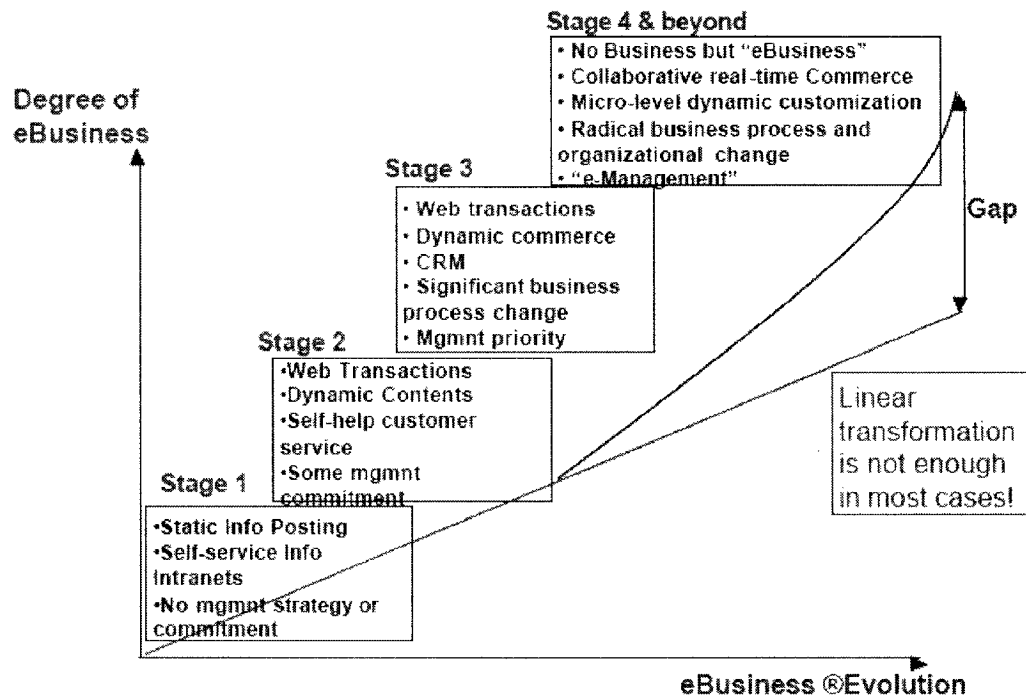 Stage 4 & beyond
• No Business but “eBusiness”
• Collaborative real-time Commerce
• Micro-level dynamic customization
• Radical business process and
organizational change
• “e-Management”
Degree of
eBusiness
Gap
Stage 3
• Web transactions
• Dynamic commerce
• CRM
• Significant business
process change
• Mgmnt priority
Stage 2
•Web Transactions
•Dynamic Contents
•Self-help customer
service
•Some mgmnt
commitment
Linear
transformation
is not enough
in most cases!
Stage 1
•Static Info Posting
•Self-service Info
Intranets
•No mgmnt strategy or
commitment
eBusiness ®Evolution